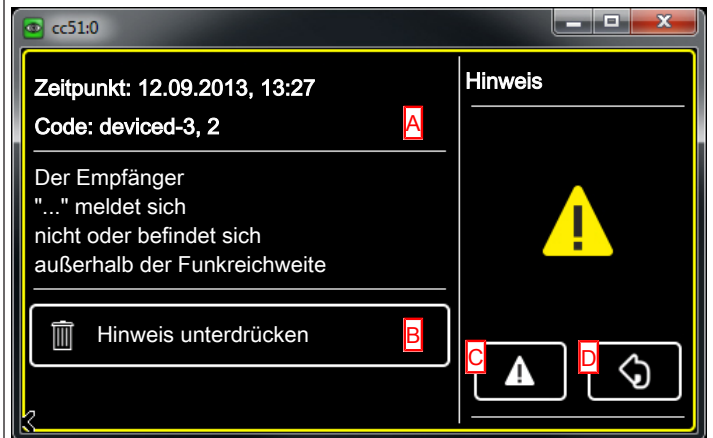 cc51:0
Zeitpunkt: 12.09.2013, 13:27
Code: deviced-3, 2
A
Der Empfänger
"..." meldet sich
nicht oder befindet sich
außerhalb der Funkreichweite
Hinweis unterdrücken
B
Hinweis
C
D